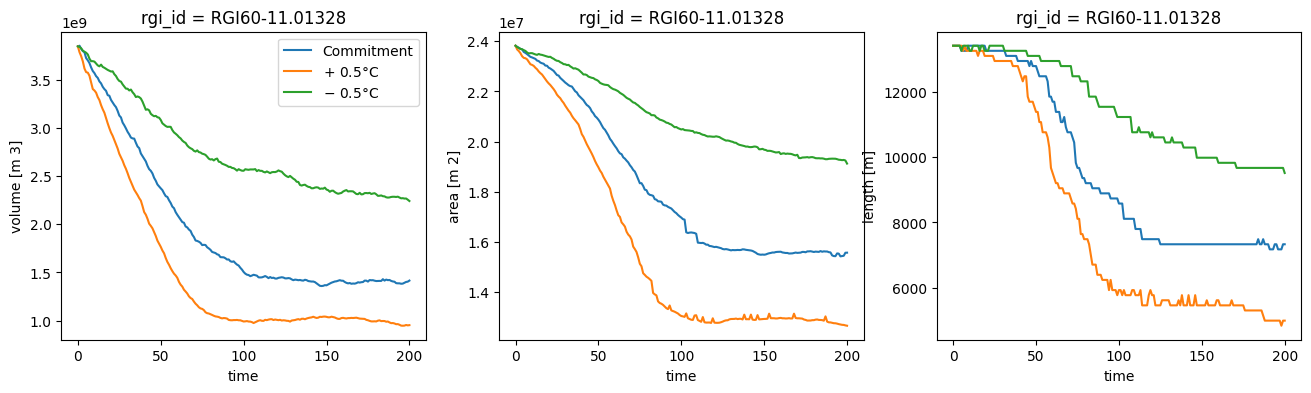 rgi_id = RGI60-11.01328
1e9
Commitment
+ 0.5°C
− 0.5°C
3.5
3.0
2.5
2.0
1.5
1.0
volume [m 3]
0
50
100
150
200
time
rgi_id = RGI60-11.01328
1e7
2.4
2.2
2.0
1.8
1.6
1.4
area [m 2]
0
50
100
150
200
time
rgi_id = RGI60-11.01328
12000
10000
8000
6000
length [m]
0
50
100
150
200
time